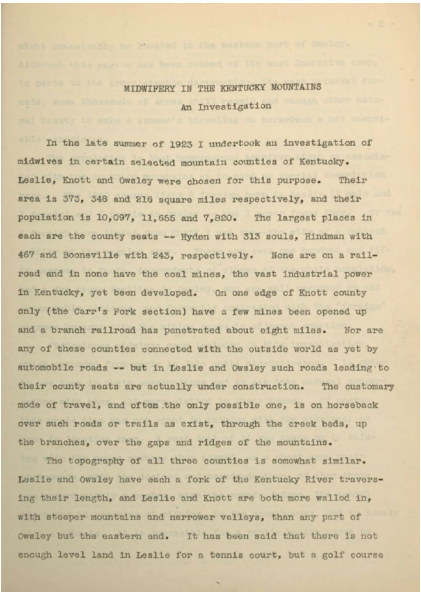 MIDWIFERY IN THE KENTUCKY MOUNTAINS
An Investigation
In the late summer of 1923 I undertook an investigation of
midwives in certain selected mountain counties of Kentucky.
Leslie, Knott and Owsley were chosen for this purpose. Their
area is 373, 348 and 216 square miles respectively, and their
population is 10,097, 11,655 and 7,820. The largest places in
each are the county seats -- Hyden with 313 souls, Hindman with
467 and Booneville with 243, respectively. None are on a rail-
road and in none have the coal mines, the vast industrial power
in Kentucky, yet been developed. On one edge of Knott county
only (the Carr's Fork section) have a few mines been opened up
and a branch railroad has penetrated about eight miles. Nor are
any of these counties connected with the outside world as yet by
automobile roads -- but in Leslie and Owsley such roads leading to
their county seats are actually under construction. The customary
mode of travel, and often the only possible one, is on horseback
over such roads or trails as exist, through the creek beds, up
the branches, over the gaps and ridges of the mountains.
The topography of all three counties is somewhat similar.
Leslie and Owsley have each a fork of the Kentucky River travers-
ing their length, and Leslie and Knott are both more walled in,
with steeper mountains and narrower valleys, than any part of
Owsley but the eastern end. It has been said that there is not
enough level land in Leslie for a tennis court, but a golf course